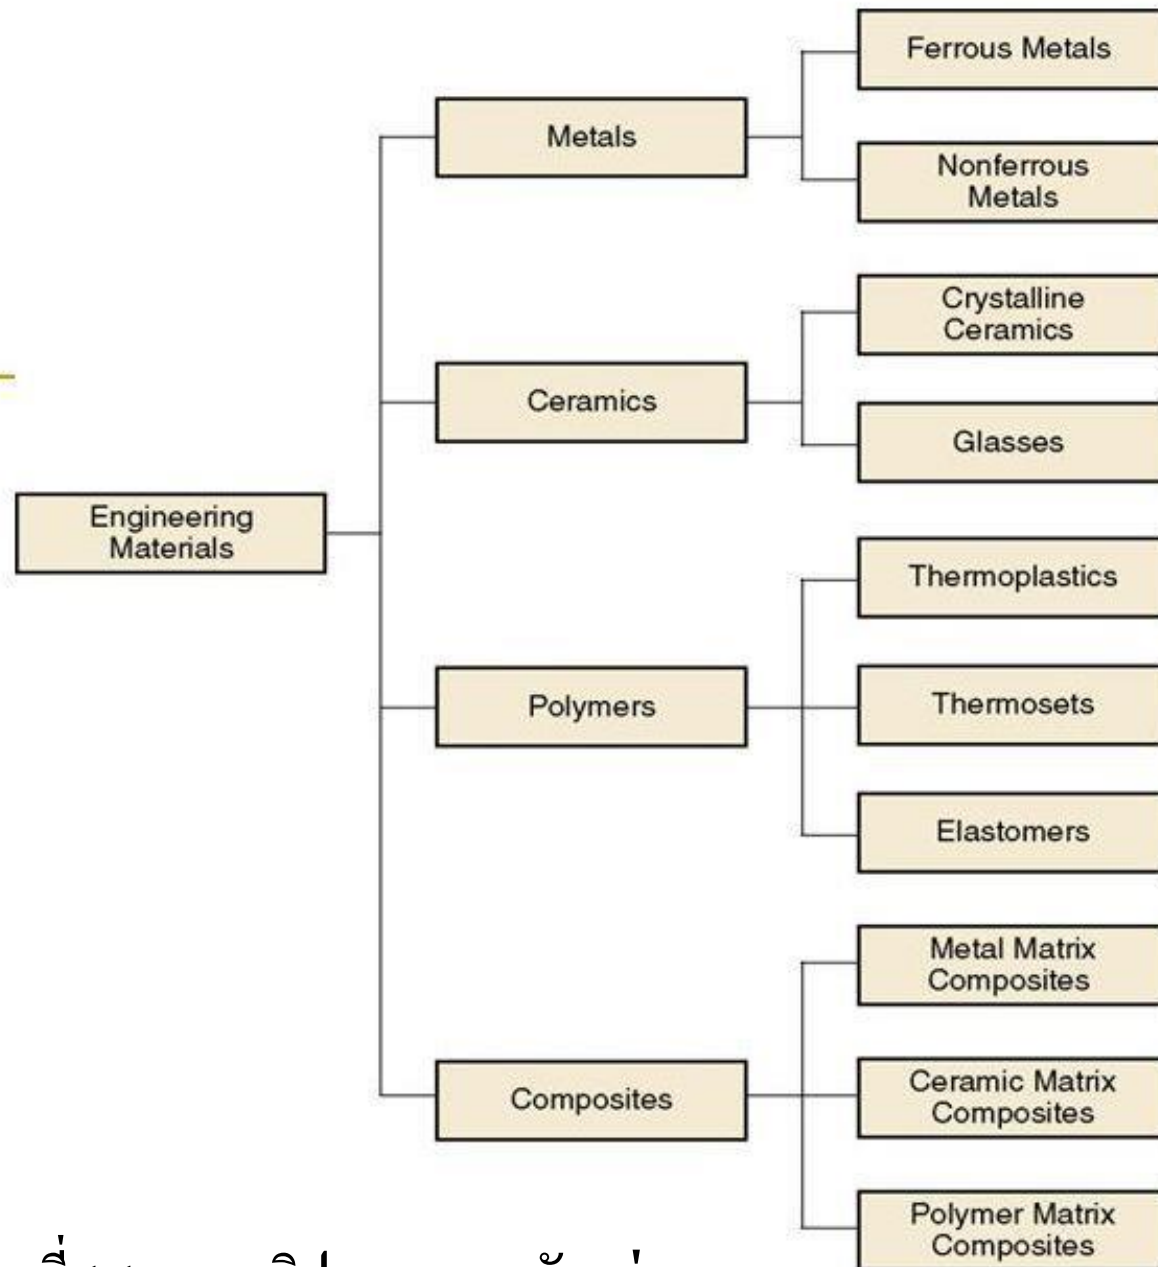 Ferrous Metals
Metals
Nonferrous
Metals
Crystalline
Ceramics
Ceramics
Glasses
Engineering
Materials
Thermoplastics
Polymers
Thermosets
Elastomers
Metal Matrix
Composites
Composites
Ceramic Matrix
Composites
Polymer Matrix
Composites